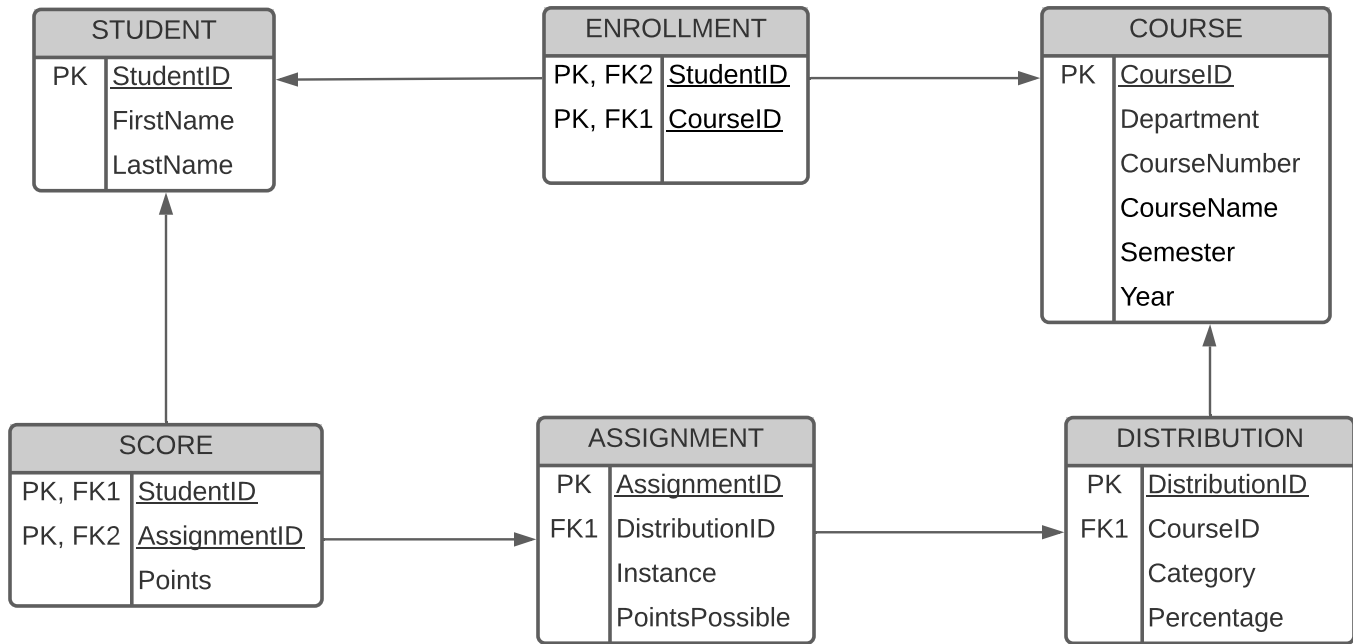 STUDENT
PK StudentID
FirstName
LastName
ENROLLMENT
PK, FK2 StudentID
PK, FK1 CourseID
COURSE
PK CourseID
Department
CourseNumber
CourseName
Semester
Year
SCORE
PK, FK1 StudentID
PK, FK2 AssignmentID
Points
ASSIGNMENT
PK AssignmentID
FK1 DistributionID
Instance
PointsPossible
DISTRIBUTION
PK DistributionID
FK1 CourseID
Category
Percentage